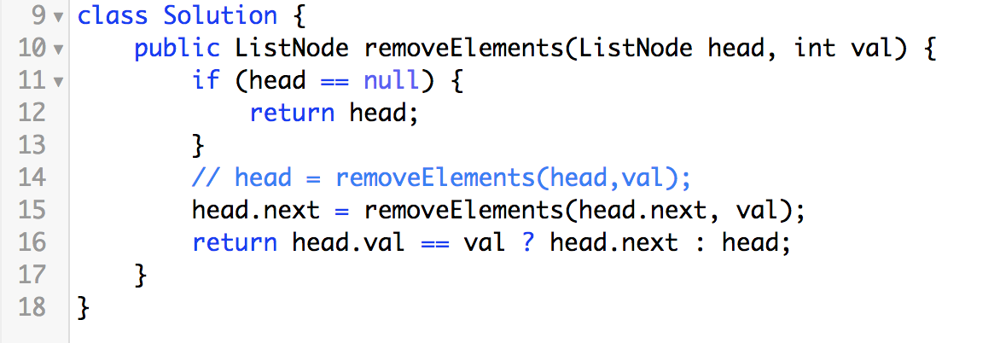 9 class Solution {
10 public ListNode removeElements(ListNode head, int val) {
11 if (head == null) {
12 return head;
13 }
14 // head = removeElements(head,val);
15 head.next = removeElements(head.next, val);
16 return head.val == val ? head.next : head;
17 }
18 }